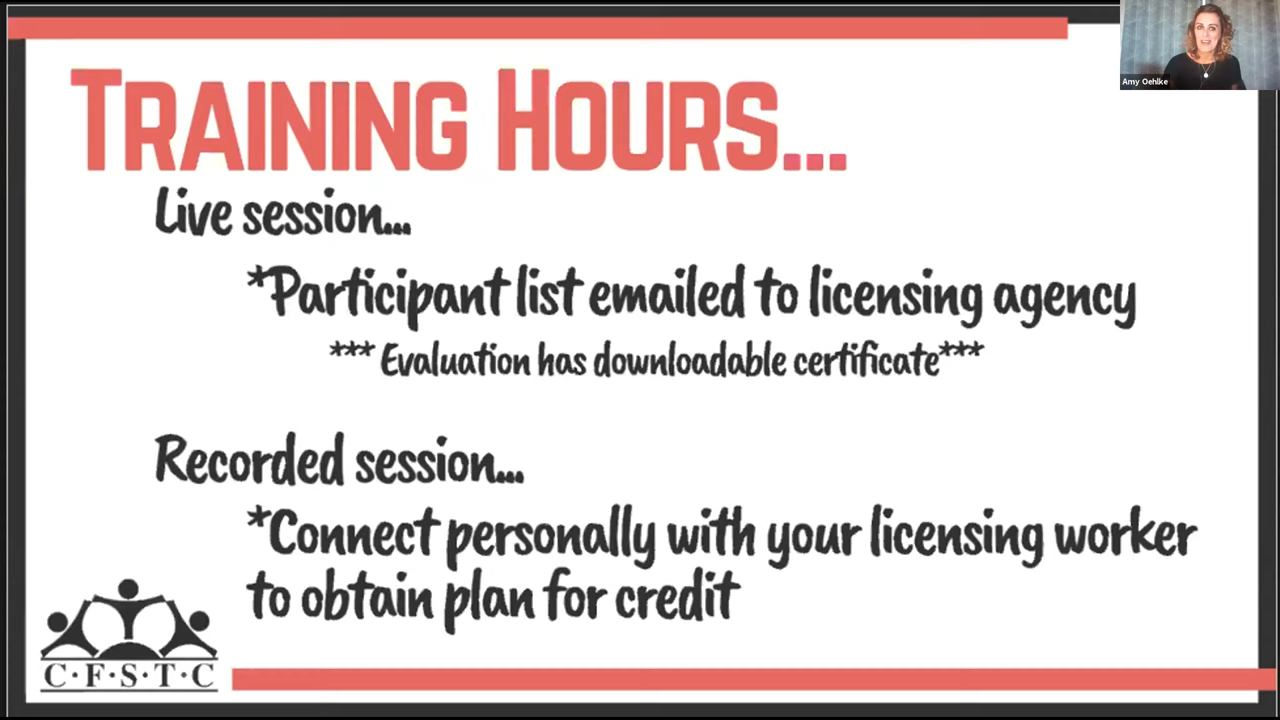 Amy Oehlke
TRAINING HOURS...
Live session...
*Participant list emailed to licensing agency
*** Evaluation has downloadable certificate***
Recorded session...
*Connect personally with your licensing worker
to obtain plan for credit
C·F·S·T·C